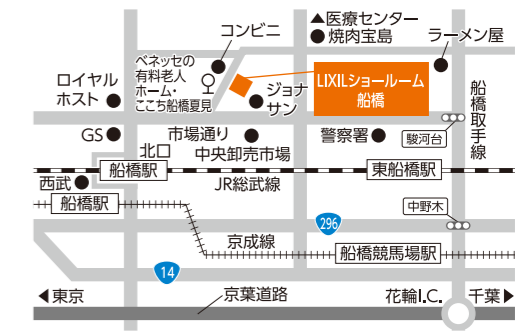 ▲医療センター
コンビニ
●焼肉宝島
ラーメン屋
ベネッセの
有料老人
ホーム・
ここち船橋夏見
ロイヤル
ホスト
ジョナ
サン
LIXILショールーム
船橋
船橋取手線
GS
市場通り
北口
中央卸売市場
警察署
駿河台
船橋駅
東船橋駅
西武
JR総武線
船橋駅
中野木
296
京成線
船橋競馬場駅
14
◀東京
京葉道路
花輪I.C.
千葉▶